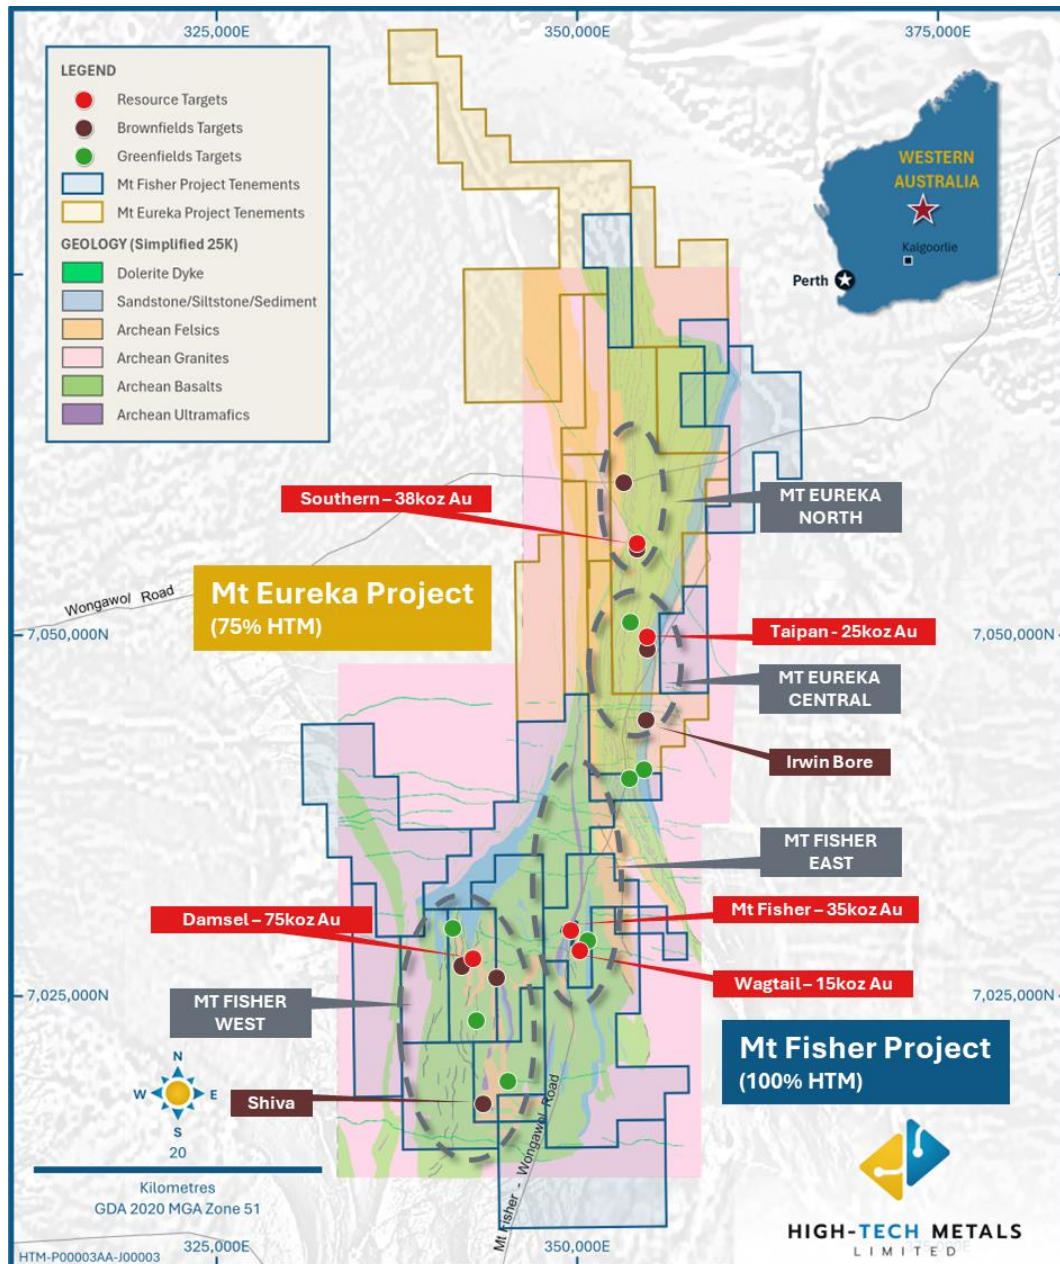 325,000E
350,000E
375,000E
LEGEND
Resource Targets
Brownfields Targets
Greenfields Targets
Mt Fisher Project Tenements
Mt Eureka Project Tenements
GEOLOGY (Simplified 25K)
Dolerite Dyke
Sandstone/Siltstone/Sediment
Archean Felsics
Archean Granites
Archean Basalts
Archean Ultramafics
WESTERN
AUSTRALIA
Kalgoorlie
Perth
Southern – 38koz Au
MT EUREKA
NORTH
Mt Eureka Project
(75% HTM)
Wongawol Road
7,050,000N
7,050,000N
Taipan - 25koz Au
MT EUREKA
CENTRAL
Irwin Bore
MT FISHER
EAST
Damsel – 75koz Au
Mt Fisher – 35koz Au
Wagtail – 15koz Au
7,025,000N
7,025,000N
MT FISHER
WEST
Mt Fisher Project
(100% HTM)
N
W
E
S
Shiva
Mt Fisher - Wongawol Road
20
Kilometres
GDA 2020 MGA Zone 51
HIGH-TECH METALS
LIMITED
325,000E
350,000E
HTM-P00003AA-J00003